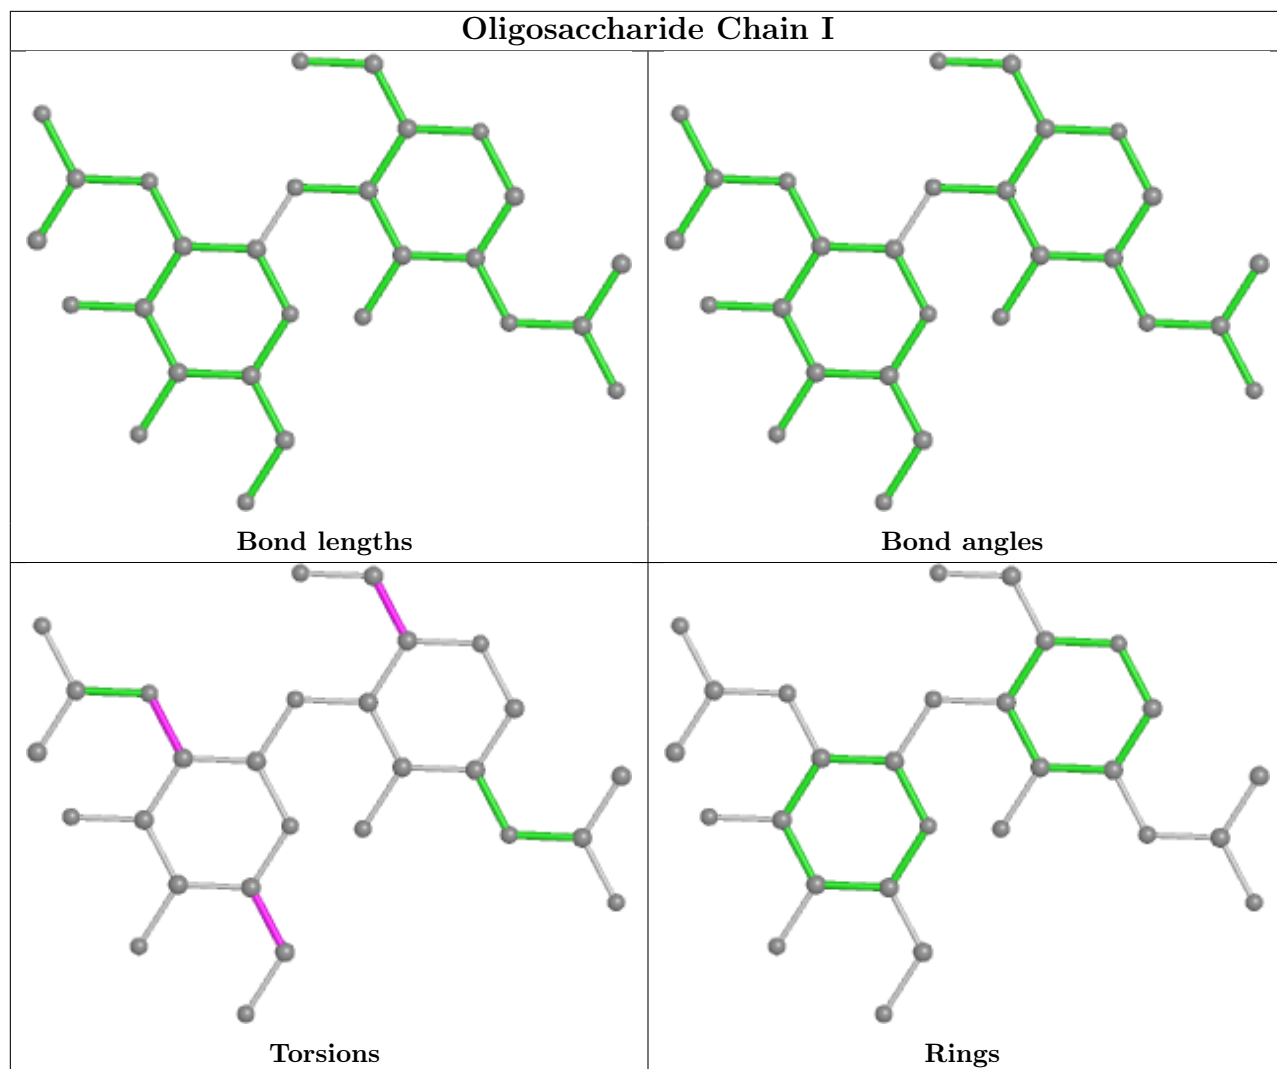 Oligosaccharide Chain I
Bond lengths
Bond angles
Torsions
Rings